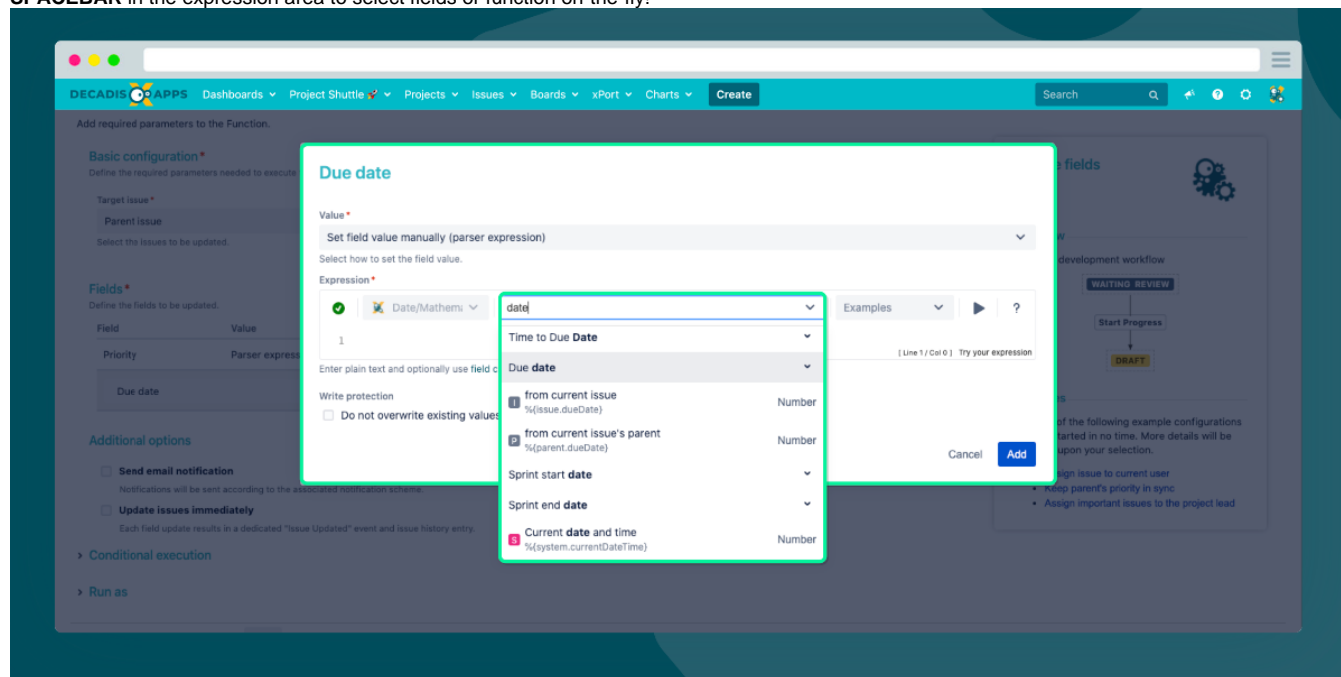 SPACEBAR in the expression area to select fields or function on the fly!
DECADIS APPS Dashboards Project Shuttle Projects Issues Boards xPort Charts Create Search
Add required parameters to the Function.
Basic configuration*
Define the required parameters needed to execute
Target issue*
Parent issue
Select the issues to be updated.
Fields*
Define the fields to be updated.
Field Value
Priority Parser express
Due date
Additional options
Send email notification
Notifications will be sent according to the associated notification scheme.
Update issues immediately
Each field update results in a dedicated "Issue Updated" event and issue history entry.
Conditional execution
Run as
Due date
Value*
Set field value manually (parser expression)
Select how to set the field value.
Expression*
Date/Mathema date Examples ?
1
[ Line 1 / Col 0 ] Try your expression
Enter plain text and optionally use field c
Write protection
Do not overwrite existing values
Cancel Add
Time to Due Date
Due date
from current issue Number
%{issue.dueDate}
from current issue's parent Number
%{parent.dueDate}
Sprint start date
Sprint end date
Current date and time Number
%{system.currentDateTime}
fields
development workflow
WAITING REVIEW
Start Progress
DRAFT
of the following example configurations
tarted in no time. More details will be
upon your selection.
sign issue to current user
Keep parent's priority in sync
Assign important issues to the project lead